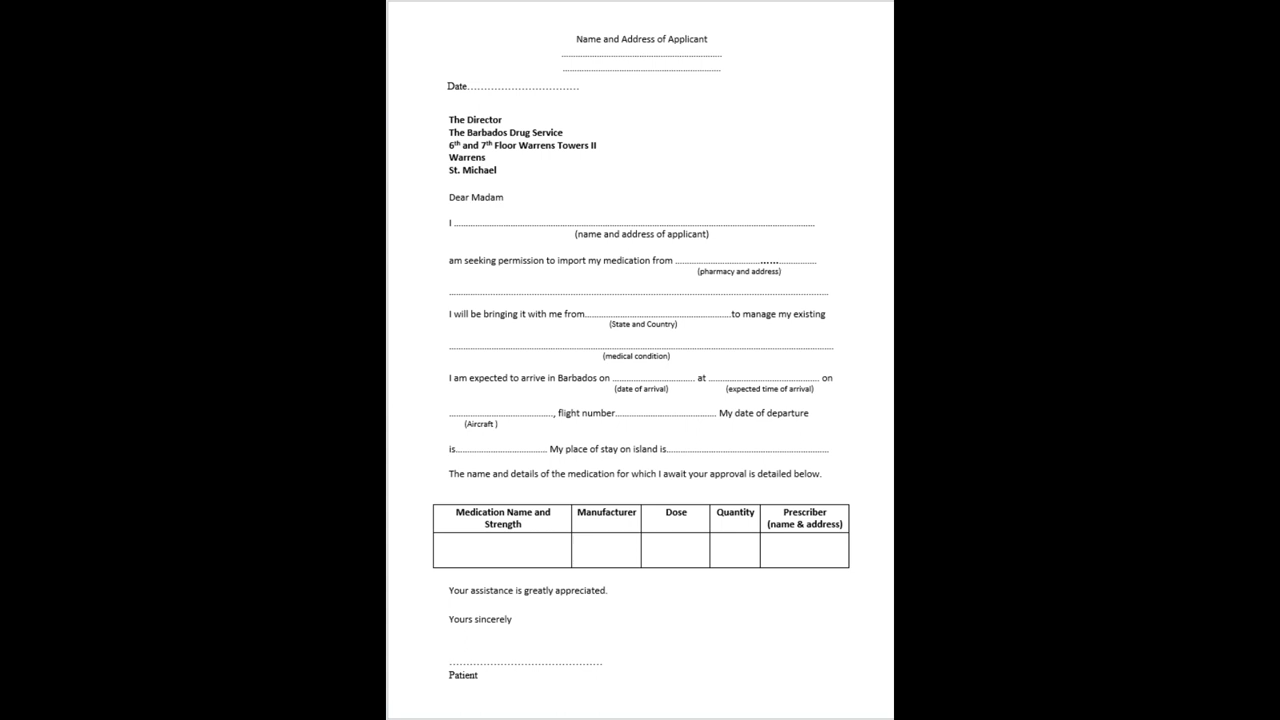 Name and Address of Applicant
...............................................................
...............................................................
Date……………………………
The Director
The Barbados Drug Service
6th and 7th Floor Warrens Towers II
Warrens
St. Michael
Dear Madam
I ................................................................................................................
(name and address of applicant)
am seeking permission to import my medication from ..............................................
(pharmacy and address)
................................................................................................................
I will be bringing it with me from..................................................to manage my existing
(State and Country)
................................................................................................................
(medical condition)
I am expected to arrive in Barbados on .............................. at ........................................ on
(date of arrival) (expected time of arrival)
......................................, flight number..................................... My date of departure
(Aircraft )
is.................................. My place of stay on island is............................................................
The name and details of the medication for which I await your approval is detailed below.
Medication Name and Manufacturer Dose Quantity Prescriber
Strength (name & address)
Your assistance is greatly appreciated.
Yours sincerely
………………………………………
Patient